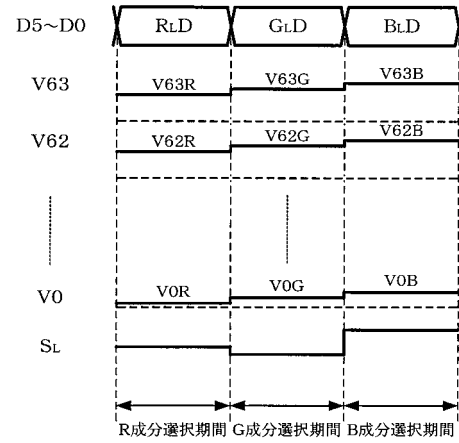 D5~D0 RLD GLD BLD
V63 V63R V63G V63B
V62 V62R V62G V62B
V0 V0R V0G V0B
SL
R成分選択期間 G成分選択期間 B成分選択期間